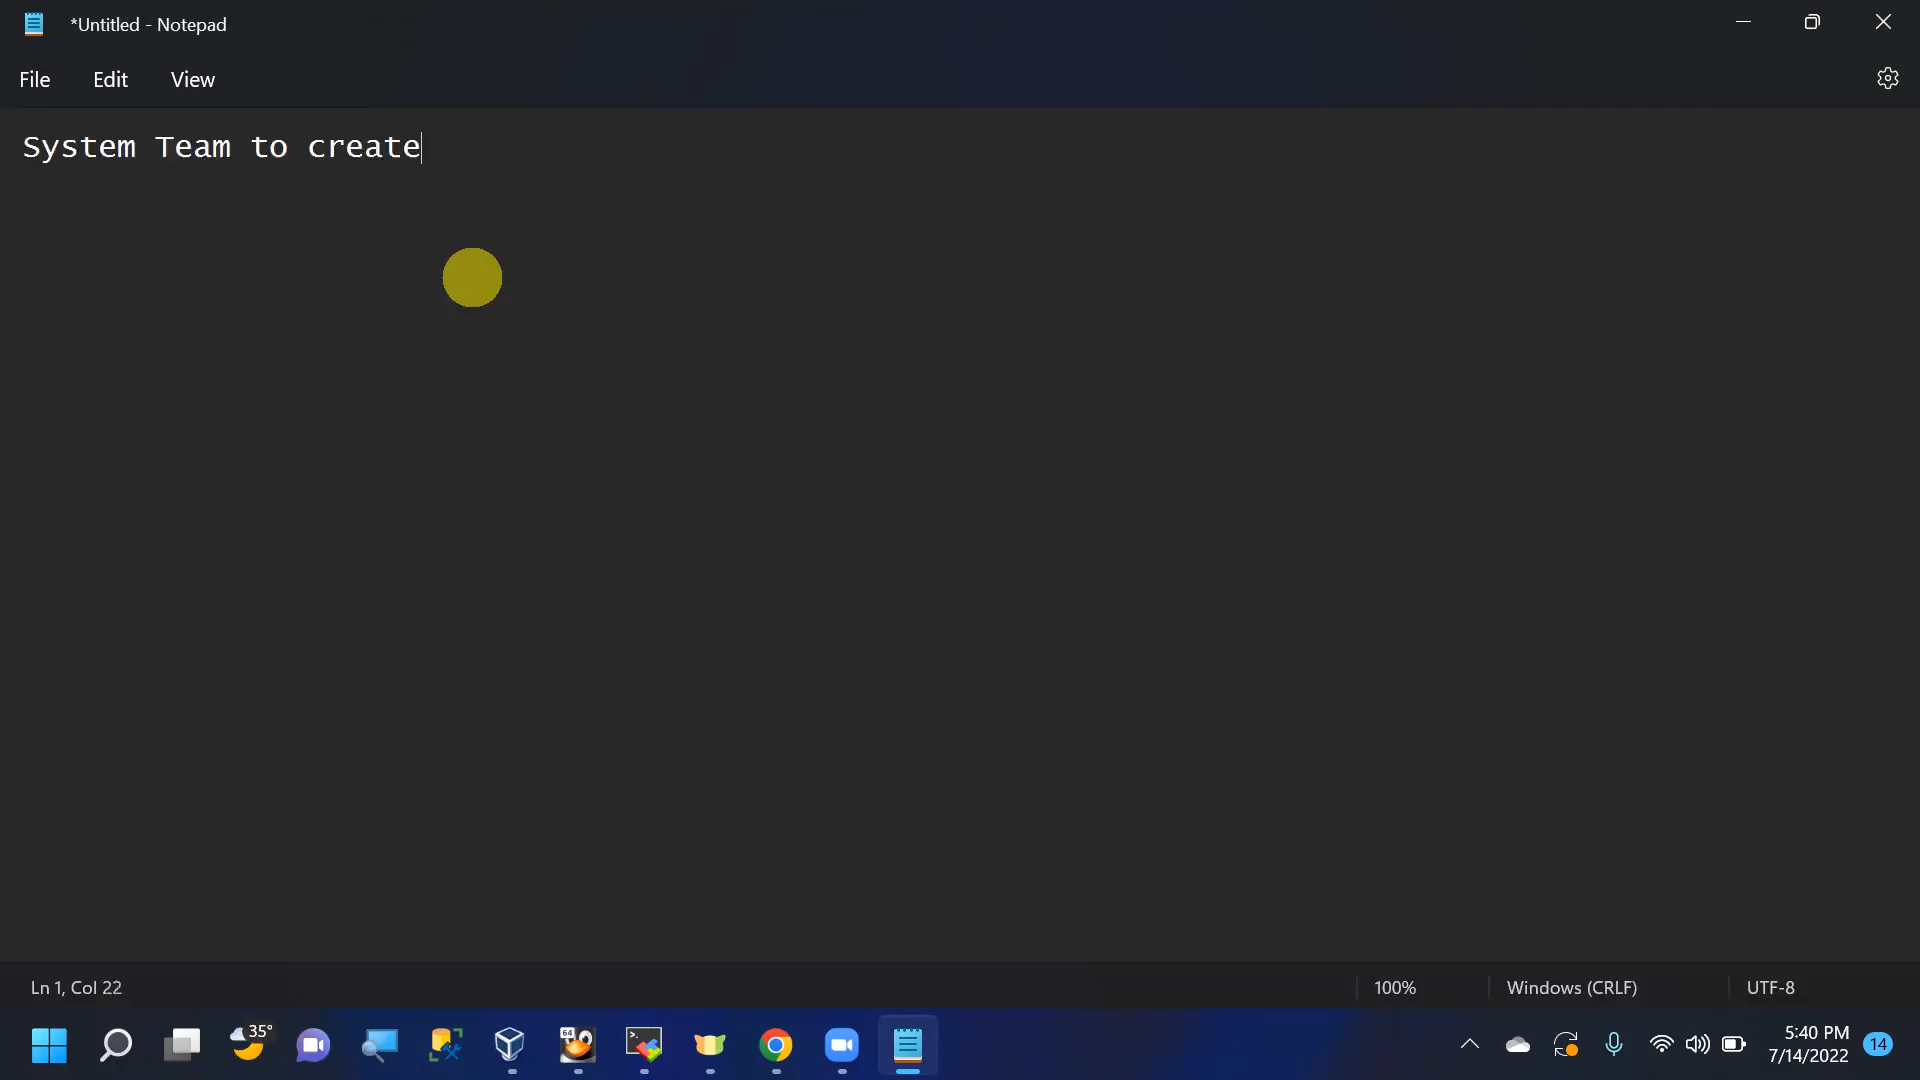 *Untitled - Notepad
File Edit View
System Team to create
Ln 1, Col 22 100% Windows (CRLF) UTF-8
35° 64 5:40 PM
7/14/2022 14